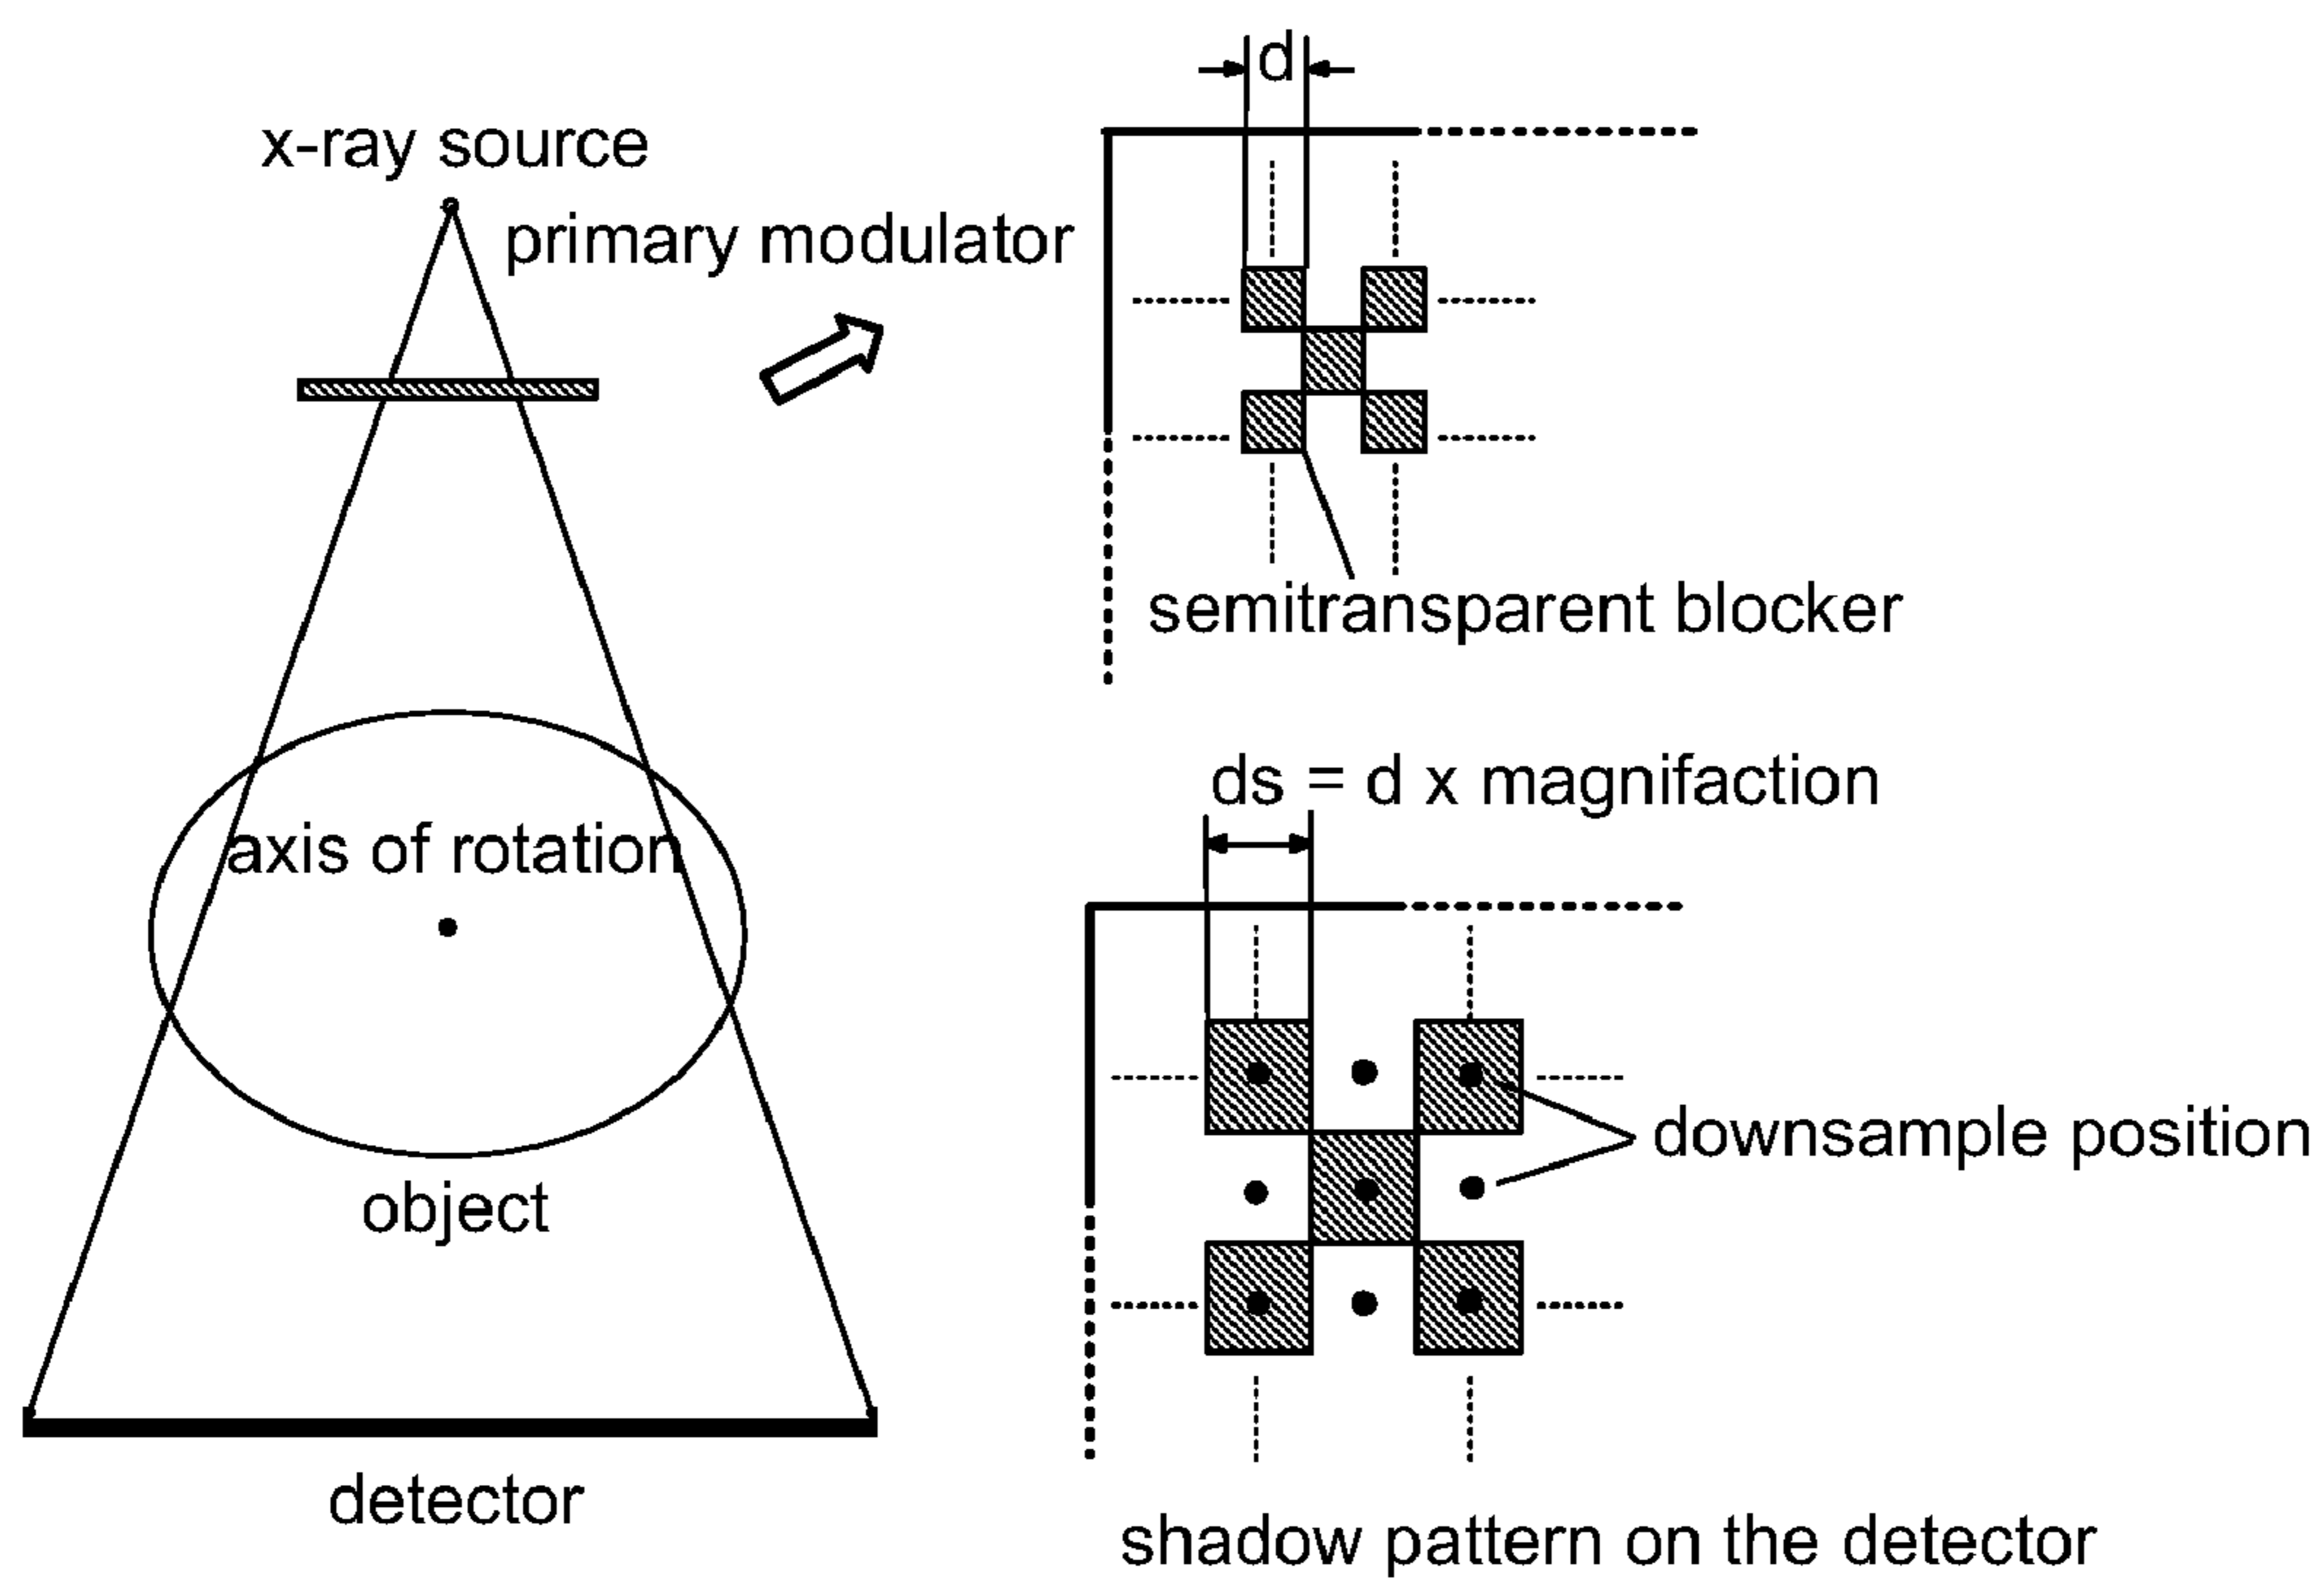 x-ray source
primary modulator
d
semitransparent blocker
axis of rotation
object
detector
ds = d x magnifaction
downsample position
shadow pattern on the detector